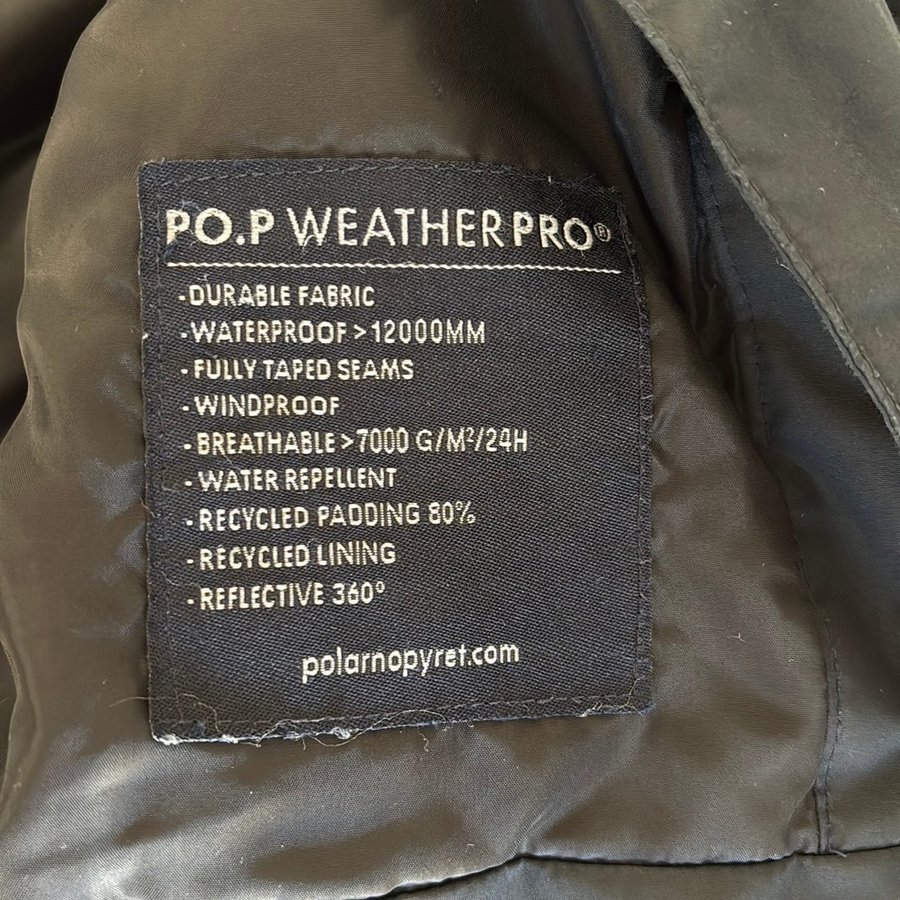 PO.P WEATHERPRO®
-DURABLE FABRIC
-WATERPROOF>12000MM
-FULLY TAPED SEAMS
-WINDPROOF
-BREATHABLE>7000 G/M²/24H
-WATER REPELLENT
-RECYCLED PADDING 80%
-RECYCLED LINING
-REFLECTIVE 360°
polarnopyret.com